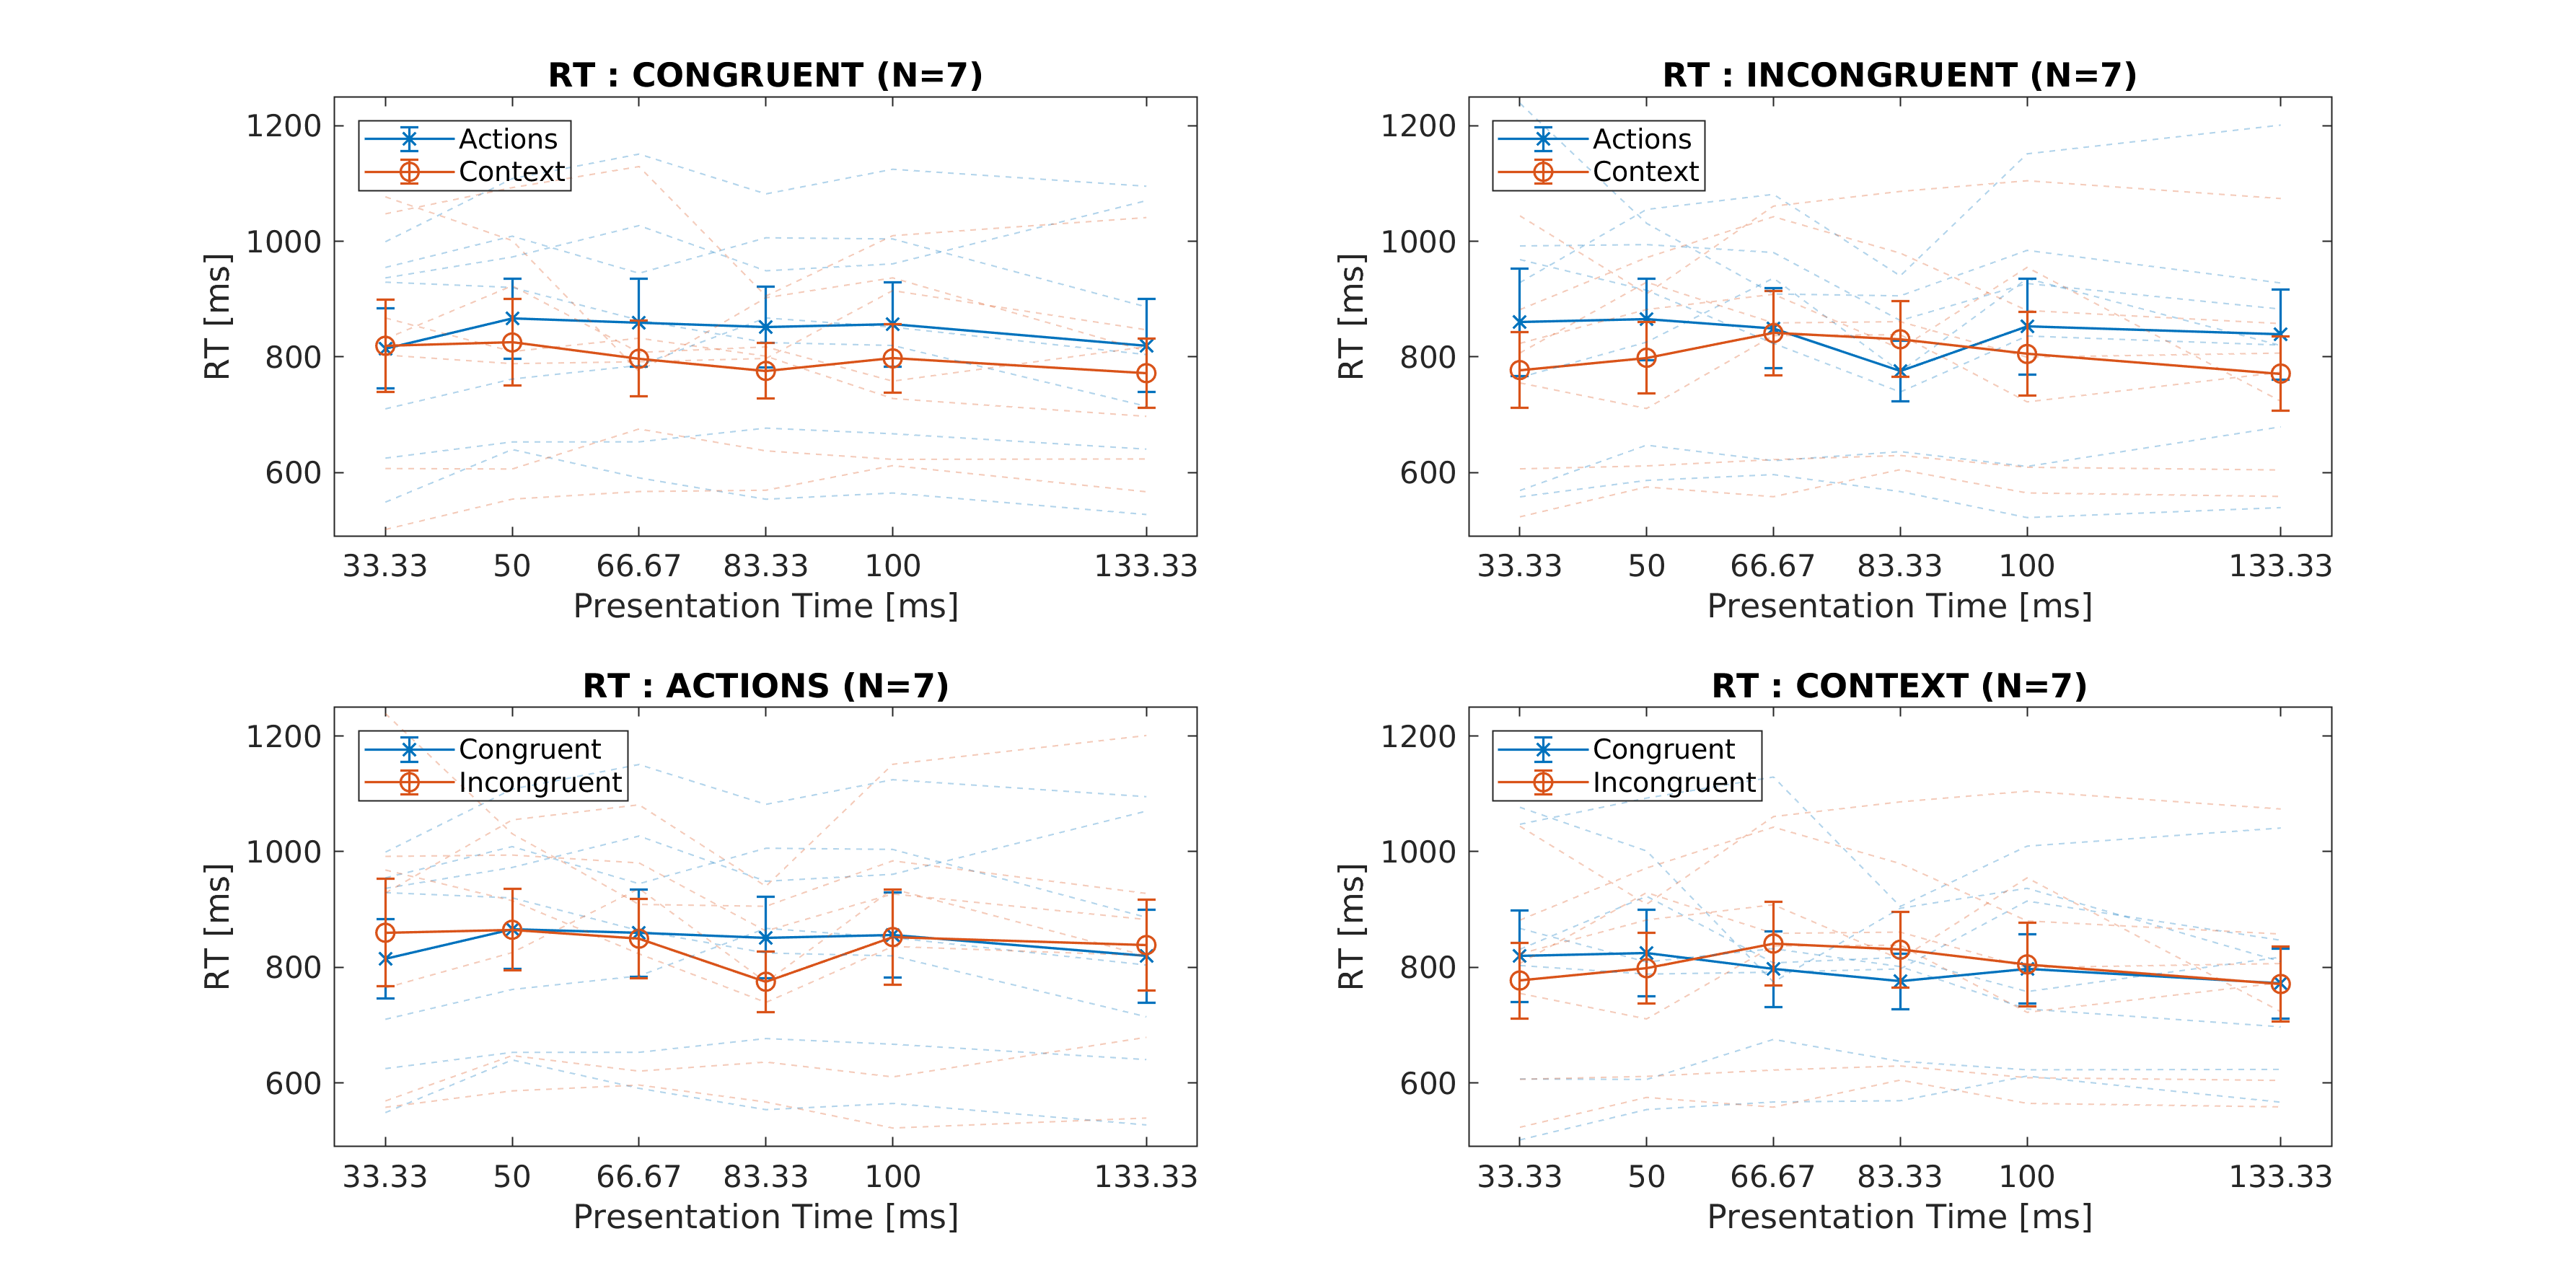 RT : CONGRUENT (N=7)
Actions
Context
1200
1000
800
600
RT [ms]
33.33 50 66.67 83.33 100 133.33
Presentation Time [ms]
RT : INCONGRUENT (N=7)
Actions
Context
1200
1000
800
600
RT [ms]
33.33 50 66.67 83.33 100 133.33
Presentation Time [ms]
RT : ACTIONS (N=7)
Congruent
Incongruent
1200
1000
800
600
RT [ms]
33.33 50 66.67 83.33 100 133.33
Presentation Time [ms]
RT : CONTEXT (N=7)
Congruent
Incongruent
1200
1000
800
600
RT [ms]
33.33 50 66.67 83.33 100 133.33
Presentation Time [ms]